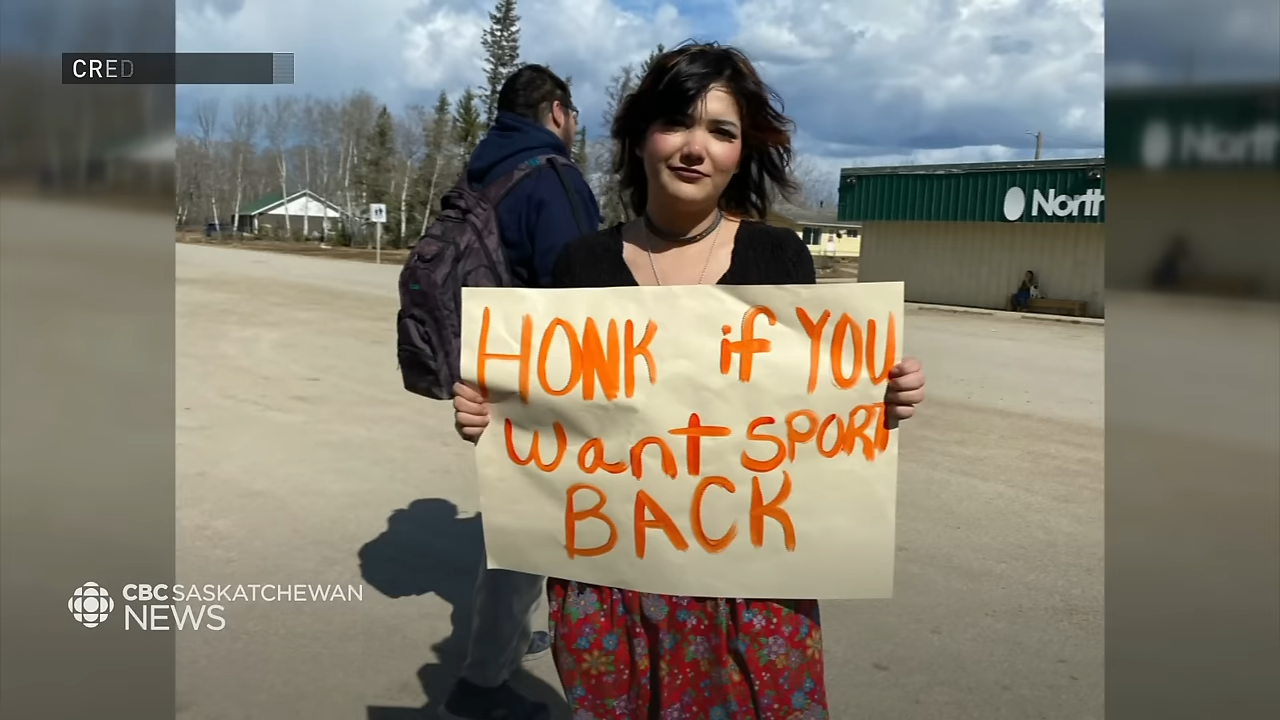 CRED
North
HONK if YOU
want SPORT
BACK
CBC SASKATCHEWAN
NEWS